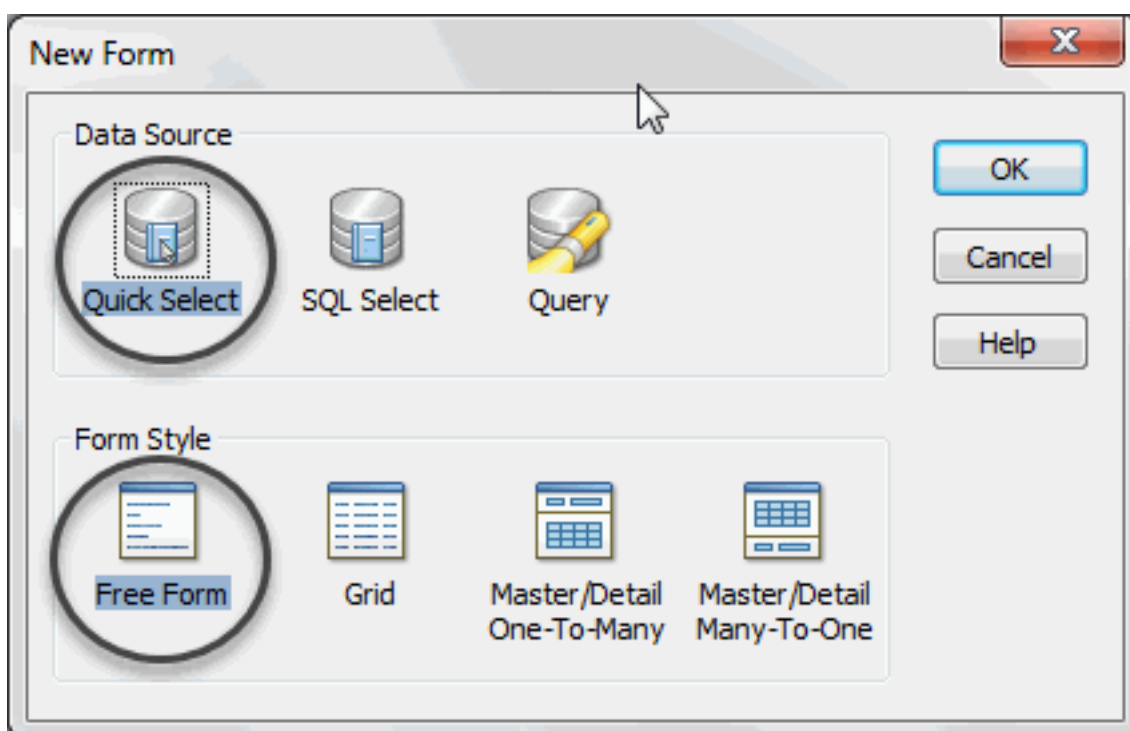 New Form
Data Source
OK
Quick Select
SQL Select
Query
Cancel
Help
Form Style
Free Form
Grid
Master/Detail
One-To-Many
Master/Detail
Many-To-One